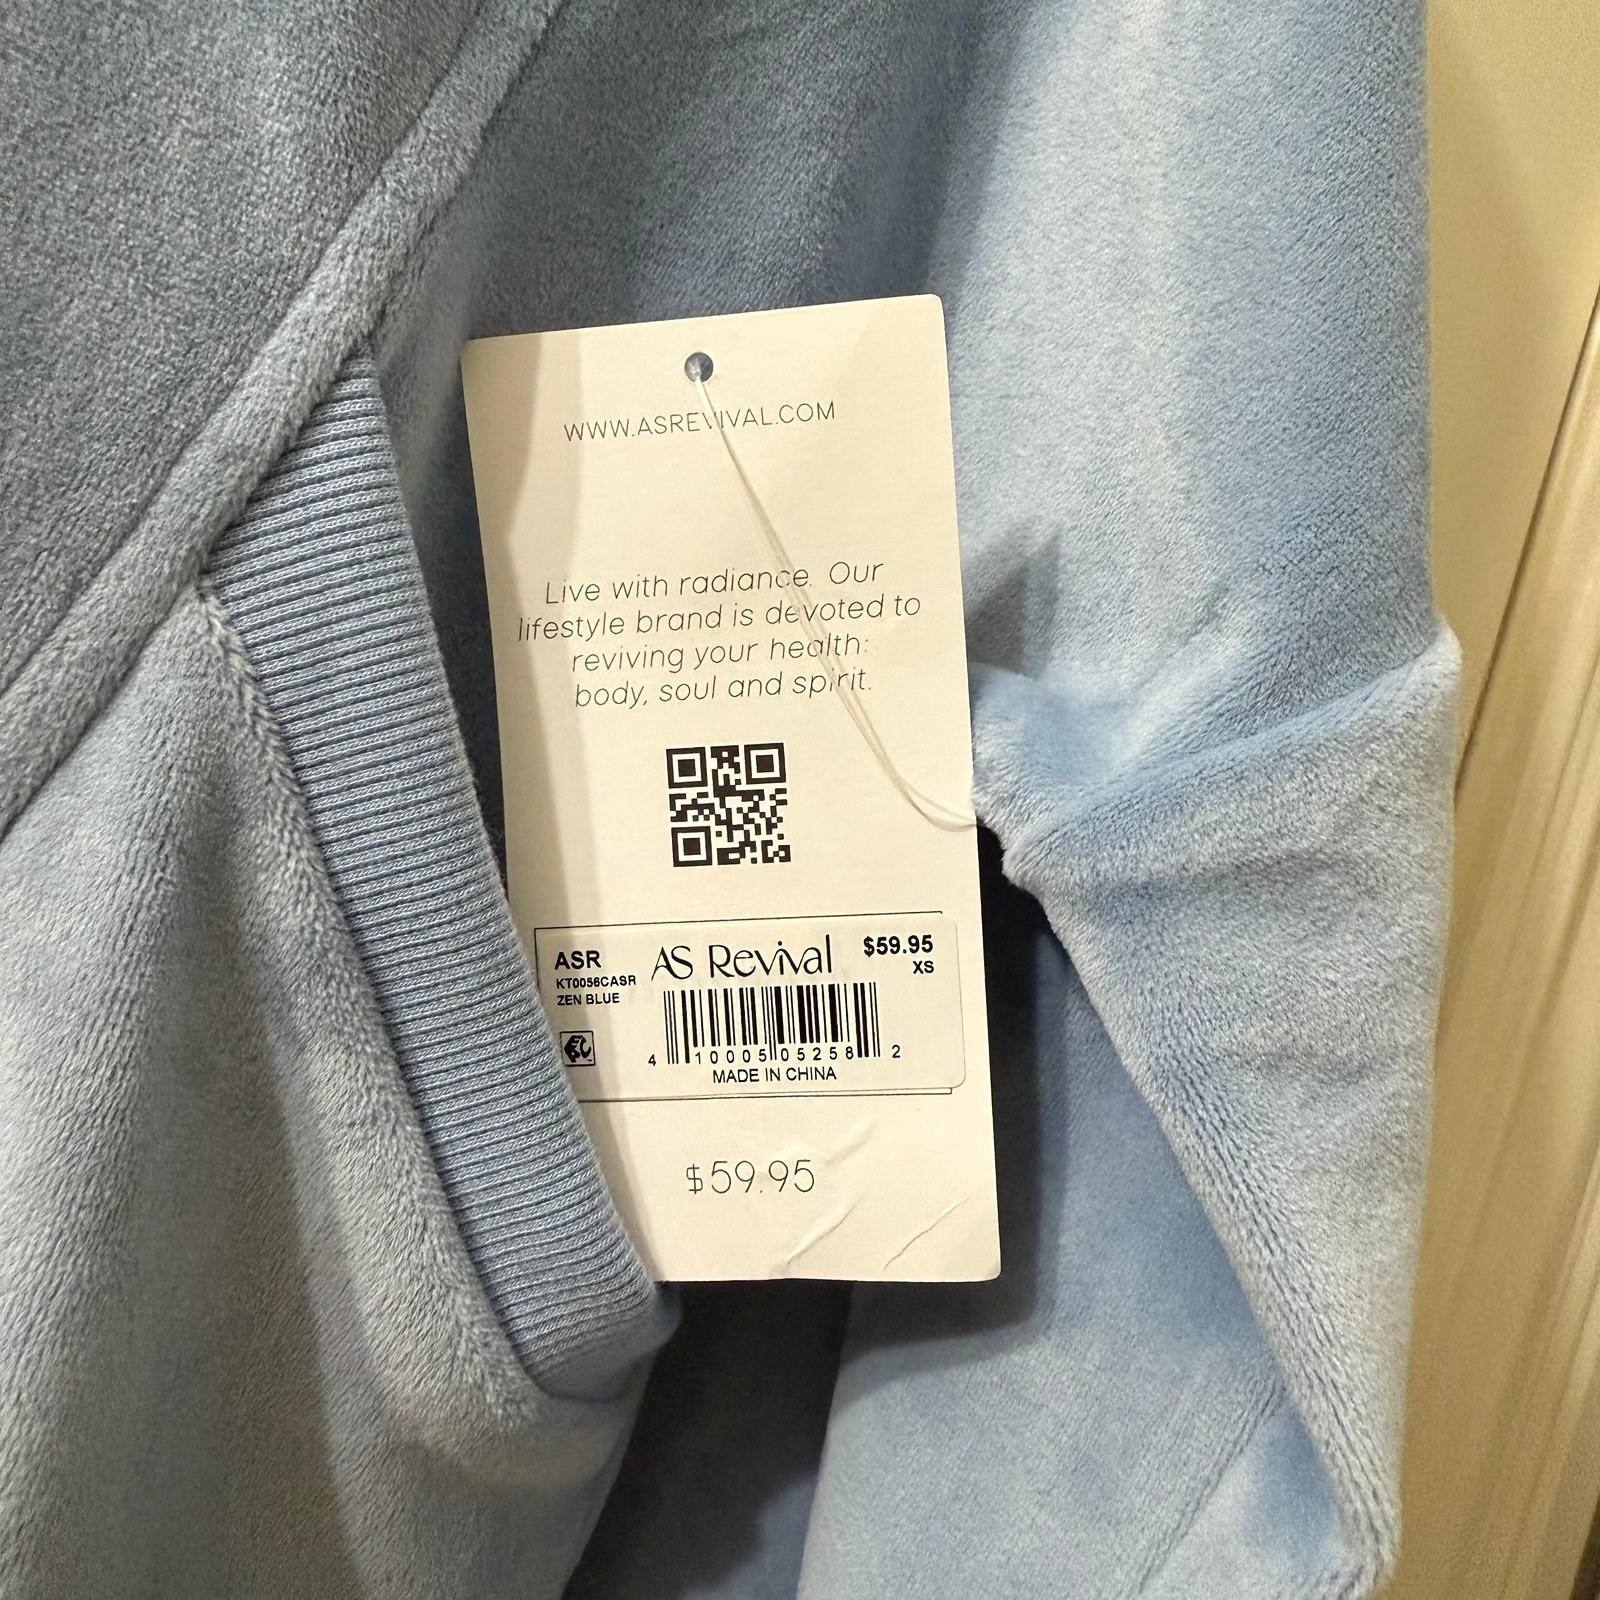 WWW.ASREVIVAL.COM
Live with radiance. Our
lifestyle brand is devoted to
reviving your health:
body, soul and spirit.
ASR AS Revival $59.95
KT0056CASR XS
ZEN BLUE
4 10005 05258 2
MADE IN CHINA
$59.95